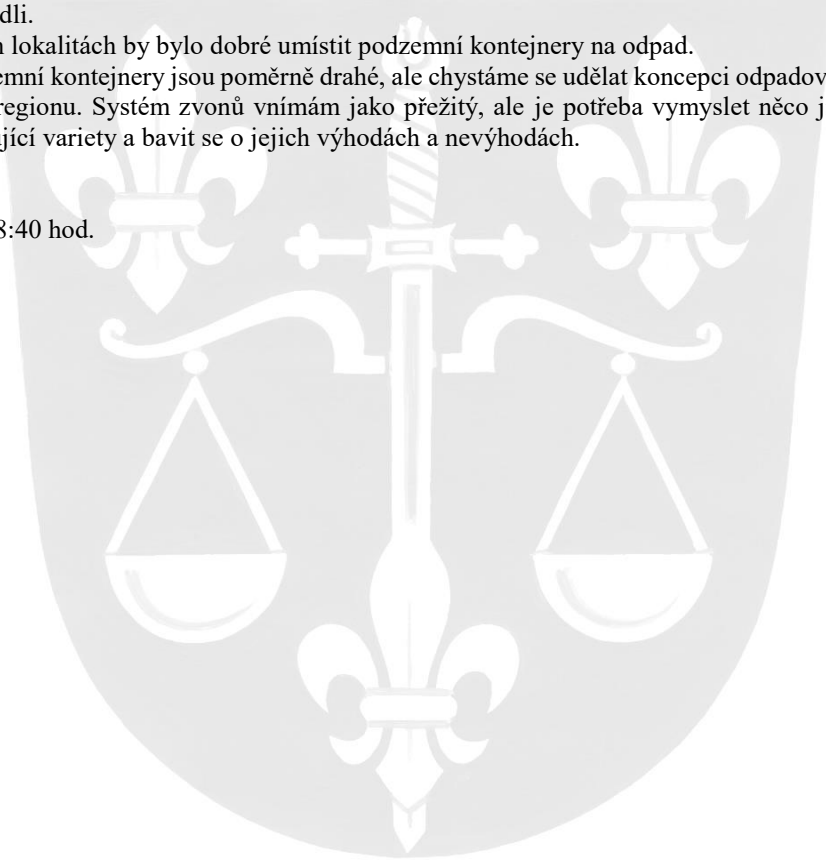 dli.
lokalitách by bylo dobré umístit podzemní kontejnery na odpad.
emní kontejnery jsou poměrně drahé, ale chystáme se udělat koncepci odpadov
regionu. Systém zvonů vnímám jako přežitý, ale je potřeba vymyslet něco j
jící variety a bavit se o jejich výhodách a nevýhodách.
8:40 hod.